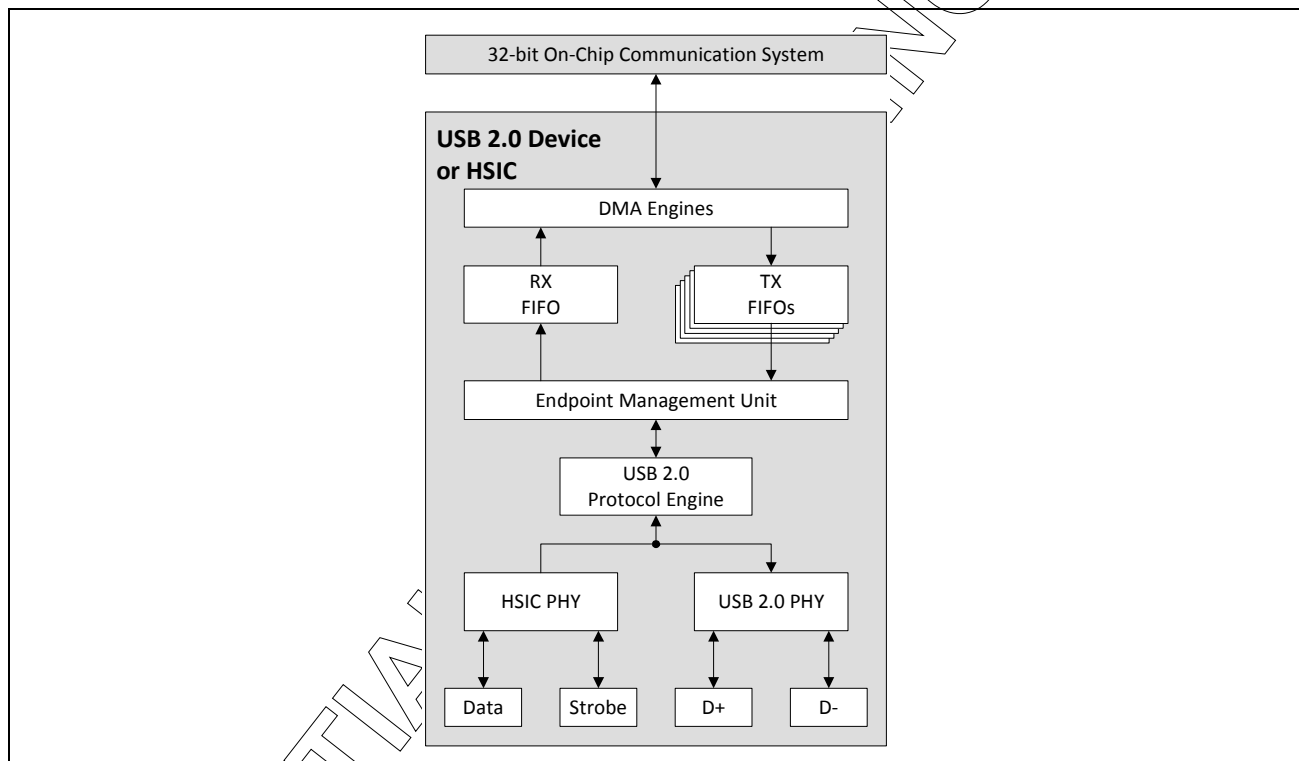 32-bit On-Chip Communication System
USB 2.0 Device
or HSIC
DMA Engines
RX
FIFO
TX
FIFOs
Endpoint Management Unit
USB 2.0
Protocol Engine
HSIC PHY
USB 2.0 PHY
Data
Strobe
D+
D-